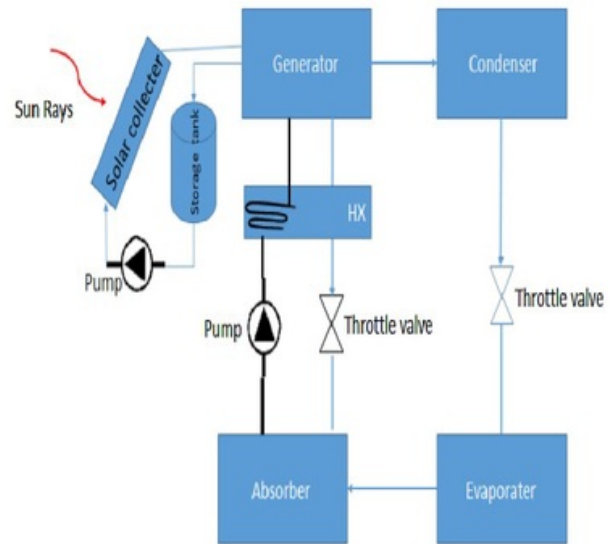 Generator
Condenser
Sun Rays
Solar collecter
Storage tank
HX
Pump
Pump
Throttle valve
Throttle valve
Absorber
Evaporater